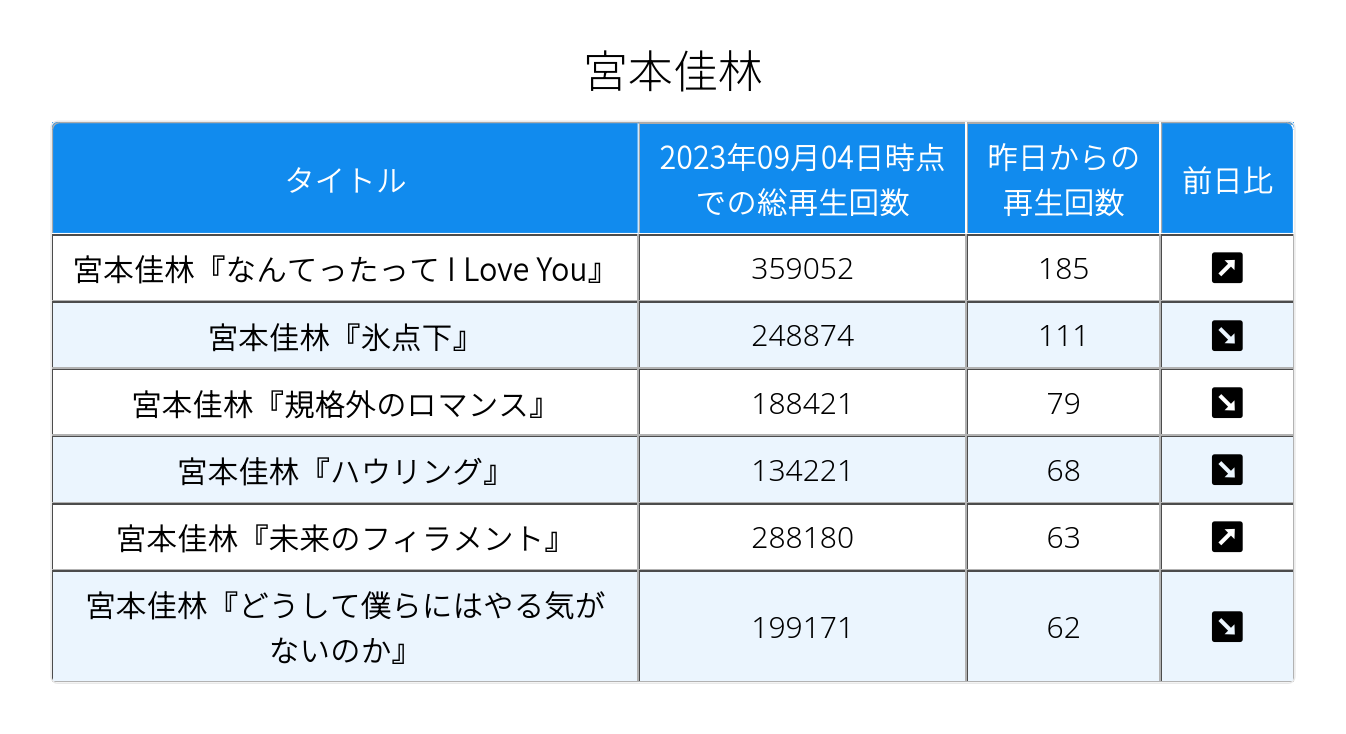 宮本佳林
タイトル
2023年09月04日時点
での総再生回数
昨日からの
再生回数
前日比
宮本佳林『なんてったって I Love You』
359052
185
宮本佳林『氷点下』
248874
111
宮本佳林『規格外のロマンス』
188421
79
宮本佳林『ハウリング』
134221
68
宮本佳林『未来のフィラメント』
288180
63
宮本佳林『どうして僕らにはやる気が
ないのか』
199171
62